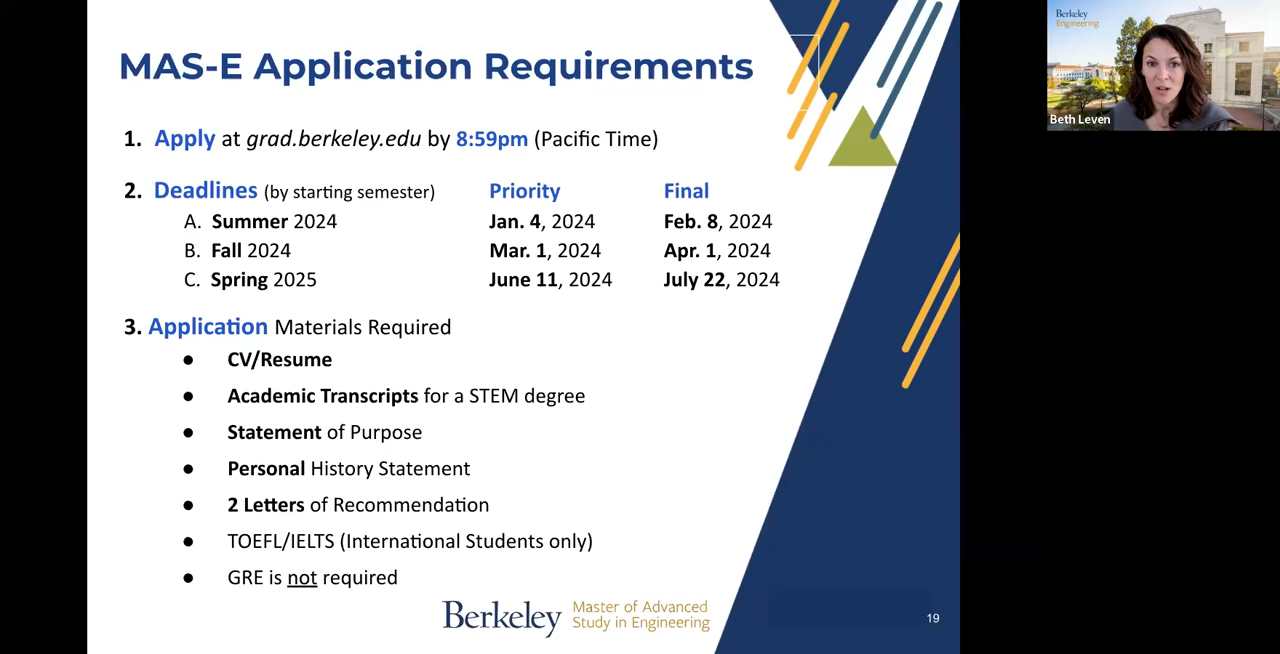 MAS-E Application Requirements
1. Apply at grad.berkeley.edu by 8:59pm (Pacific Time)
2. Deadlines (by starting semester) Priority Final
A. Summer 2024 Jan. 4, 2024 Feb. 8, 2024
B. Fall 2024 Mar. 1, 2024 Apr. 1, 2024
C. Spring 2025 June 11, 2024 July 22, 2024
3. Application Materials Required
● CV/Resume
● Academic Transcripts for a STEM degree
● Statement of Purpose
● Personal History Statement
● 2 Letters of Recommendation
● TOEFL/IELTS (International Students only)
● GRE is not required
Berkeley
Master of Advanced
Study in Engineering
19
Berkeley
Engineering
Beth Leven